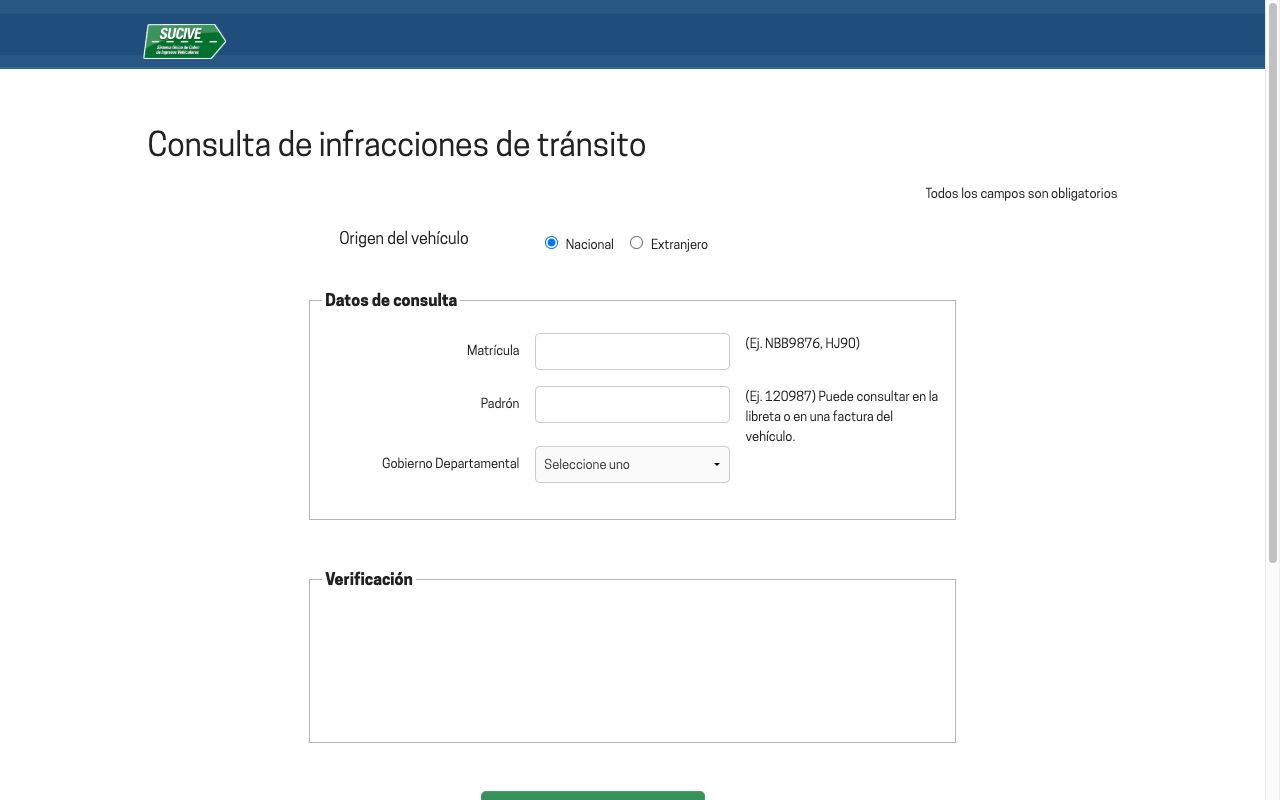 SUCIVE
Sistema Único de Cobro
de Ingresos Vehiculares
Consulta de infracciones de tránsito
Todos los campos son obligatorios
Origen del vehículo
Nacional
Extranjero
Datos de consulta
Matrícula
(Ej. NBB9876, HJ90)
Padrón
(Ej. 120987) Puede consultar en la
libreta o en una factura del
vehículo.
Gobierno Departamental
Seleccione uno
Verificación